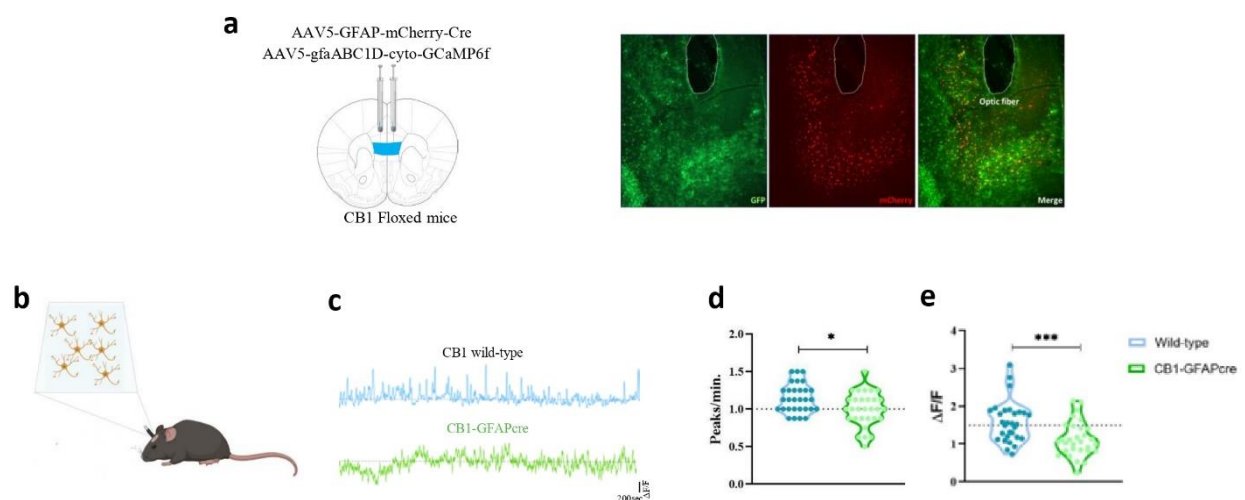 a
AAV5-GFAP-mCherry-Cre
AAV5-gfaABC1D-cyto-GCaMP6f
CB1 Floxed mice
Optic fiber
GFP
mCherry
Merge
b
c
CB1 wild-type
CB1-GFAPcre
200sec
ΔF/F
d
*
Peaks/min.
2.0
1.5
1.0
0.5
0.0
e
***
ΔF/F
4
3
2
1
0
Wild-type
CB1-GFAPcre